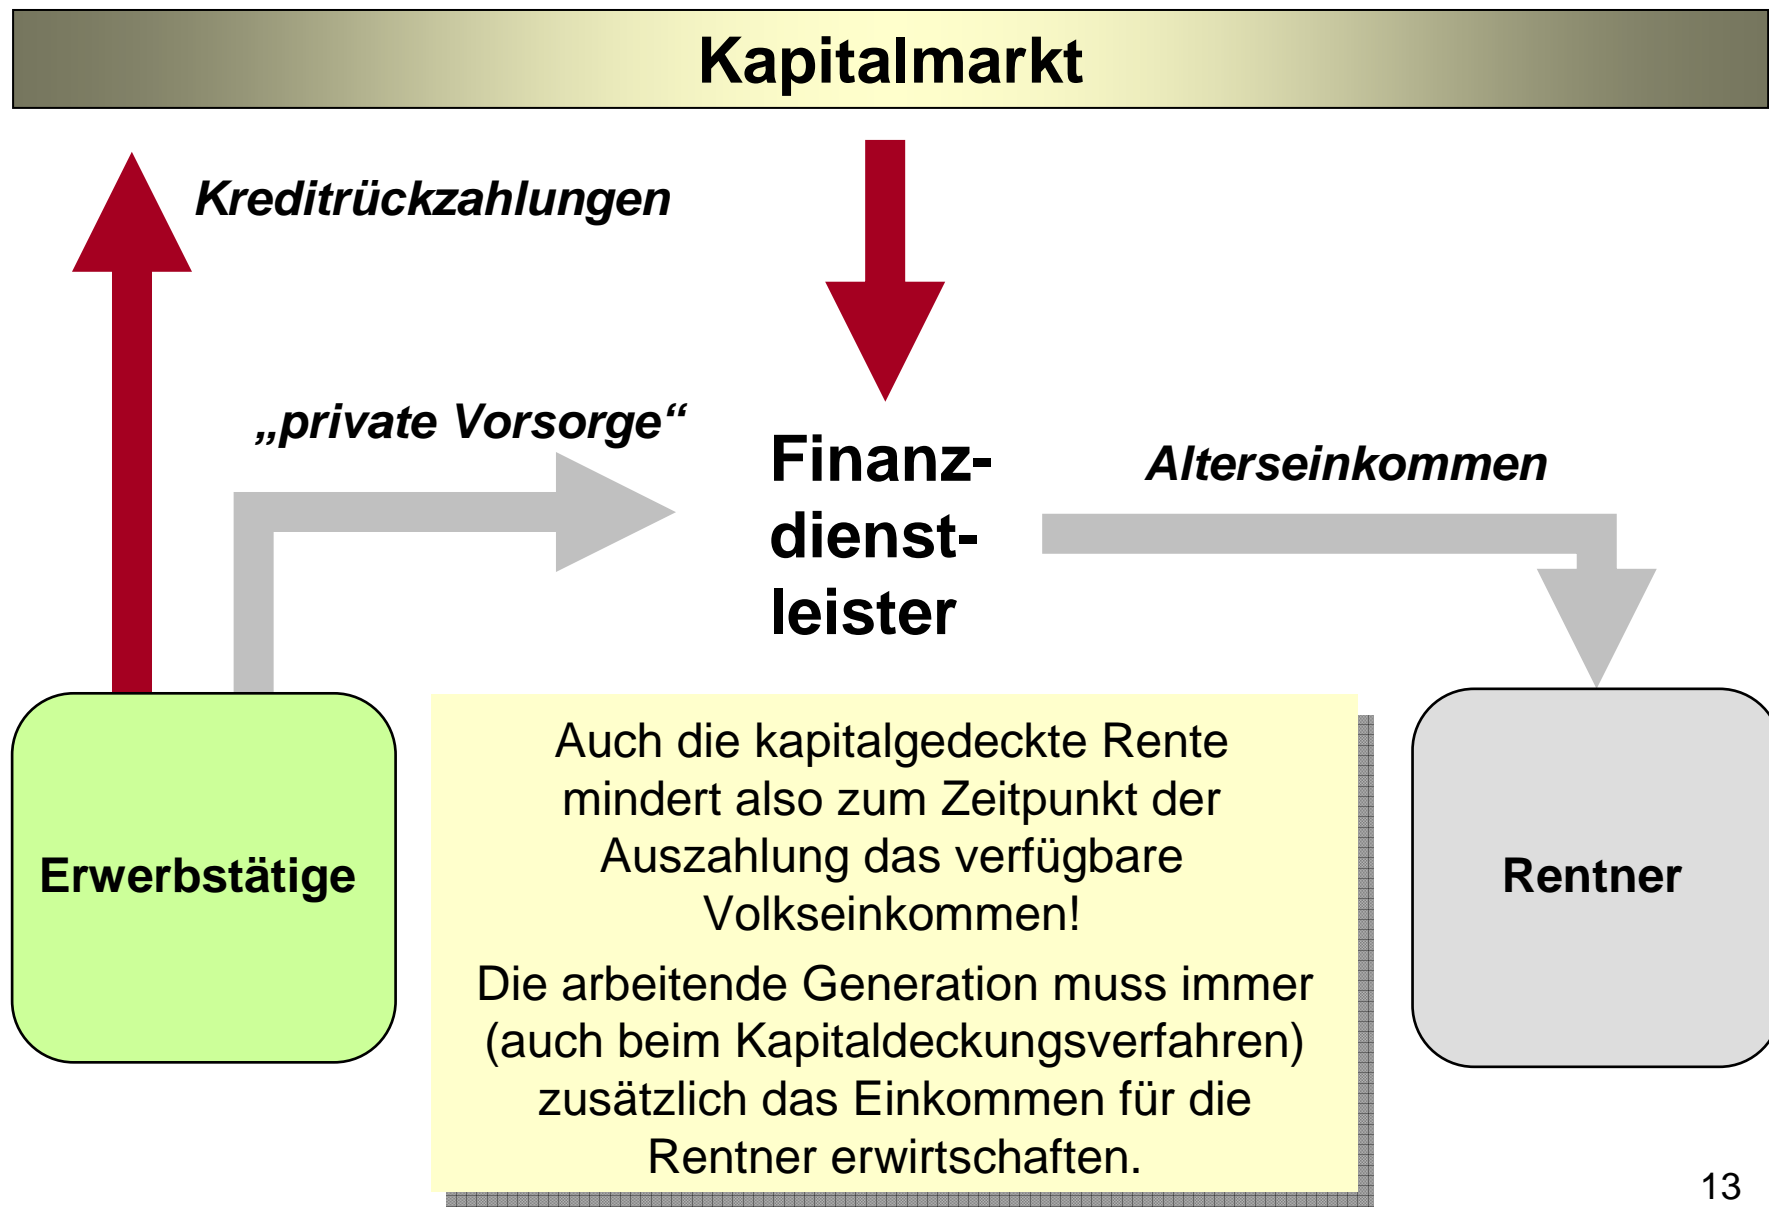 Kapitalmarkt
Kreditrückzahlungen
„private Vorsorge“
Finanz-
dienst-
leister
Alterseinkommen
Erwerbstätige
Auch die kapitalgedeckte Rente
mindert also zum Zeitpunkt der
Auszahlung das verfügbare
Volkseinkommen!
Die arbeitende Generation muss immer
(auch beim Kapitaldeckungsverfahren)
zusätzlich das Einkommen für die
Rentner erwirtschaften.
Rentner
13